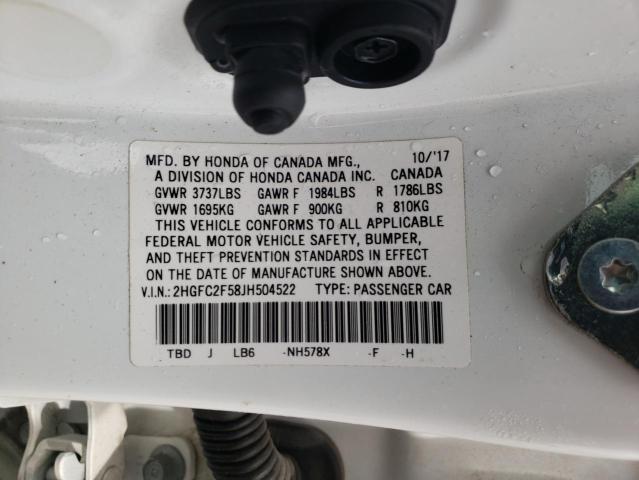 MFD. BY HONDA OF CANADA MFG., 10/'17
A DIVISION OF HONDA CANADA INC. CANADA
GVWR 3737LBS GAWR F 1984LBS R 1786LBS
GVWR 1695KG GAWR F 900KG R 810KG
THIS VEHICLE CONFORMS TO ALL APPLICABLE
FEDERAL MOTOR VEHICLE SAFETY, BUMPER,
AND THEFT PREVENTION STANDARDS IN EFFECT
ON THE DATE OF MANUFACTURE SHOWN ABOVE.
V.I.N.: 2HGFC2F58JH504522 TYPE: PASSENGER CAR
TBD J LB6 -NH578X -F -H